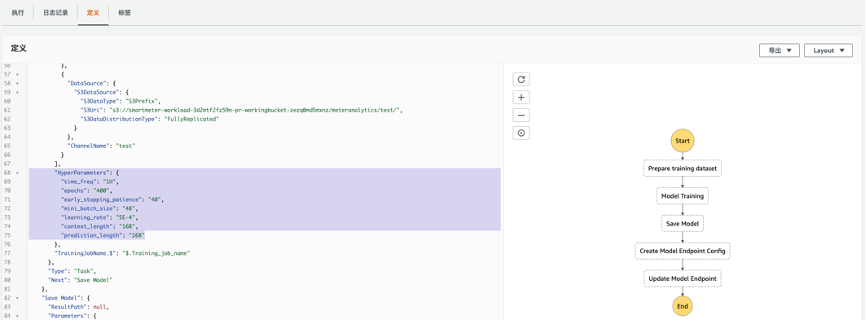 执行
日志记录
定义
标签
定义
导出
Layout
56 },
57 {
58 "DataSource": {
59 "S3DataSource": {
60 "S3DataType": "S3Prefix",
61 "S3Uri": "s3://smartmeter-workload-3d2mtf2fz59n-pr-workingbucket-zezq0md5mxnz/meteranalytics/test/",
62 "S3DataDistributionType": "FullyReplicated"
63 }
64 },
65 "ChannelName": "test"
66 }
67 ],
68 "HyperParameters": {
69 "time_freq": "1H",
70 "epochs": "400",
71 "early_stopping_patience": "40",
72 "mini_batch_size": "48",
73 "learning_rate": "5E-4",
74 "context_length": "168",
75 "prediction_length": "168"
76 },
77 "TrainingJobName.$": "$.Training_job_name"
78 },
79 "Type": "Task",
80 "Next": "Save Model"
81 },
82 "Save Model": {
83 "ResultPath": null,
84 "Parameters": {
Start
Prepare training dataset
Model Training
Save Model
Create Model Endpoint Config
Update Model Endpoint
End